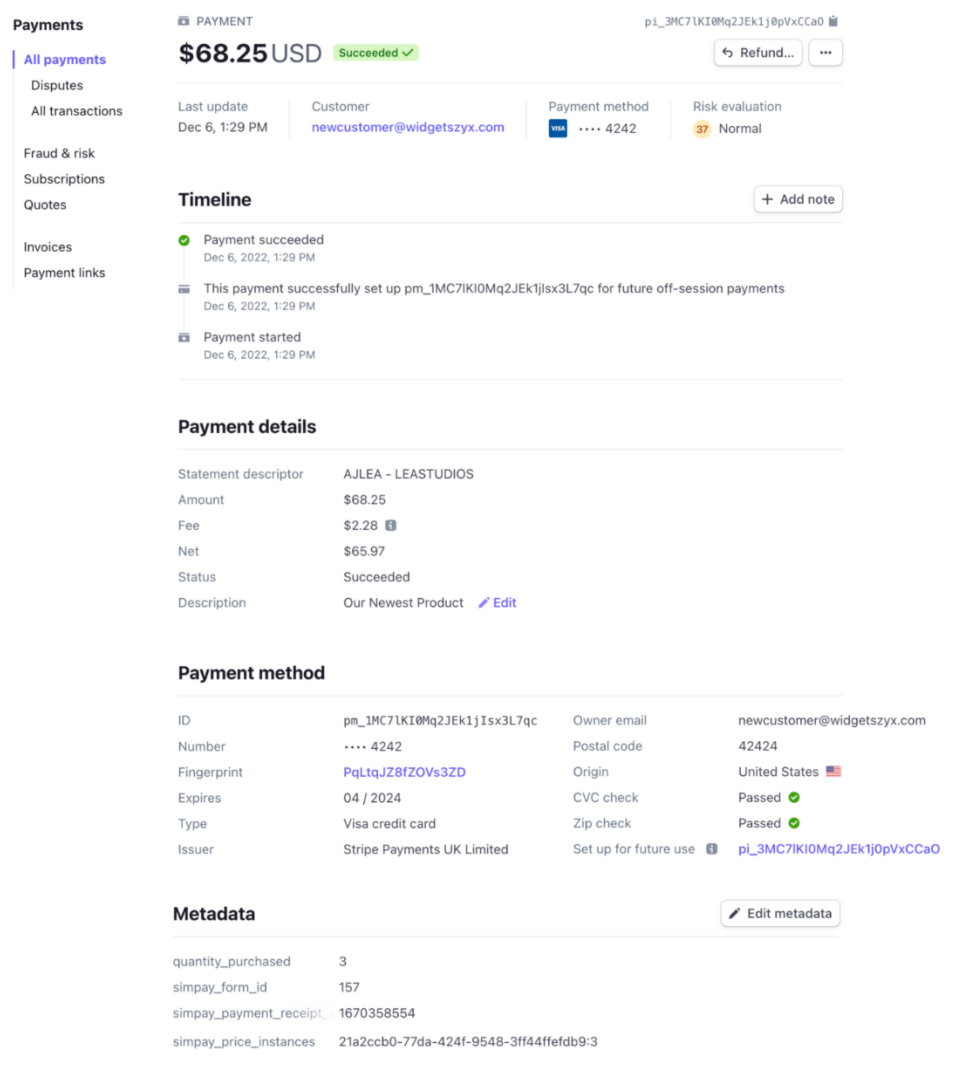 Payments
All payments
Disputes
All transactions
Fraud & risk
Subscriptions
Quotes
Invoices
Payment links
PAYMENT
pi_3MC7lKI0Mq2JEk1j0pVxCCaO
$68.25 USD Succeeded
Refund...
Last update
Dec 6, 1:29 PM
Customer
newcustomer@widgetszyx.com
Payment method
VISA •••• 4242
Risk evaluation
37 Normal
Timeline
+ Add note
Payment succeeded
Dec 6, 2022, 1:29 PM
This payment successfully set up pm_1MC7lKI0Mq2JEk1jIsx3L7qc for future off-session payments
Dec 6, 2022, 1:29 PM
Payment started
Dec 6, 2022, 1:29 PM
Payment details
Statement descriptor AJLEA - LEASTUDIOS
Amount $68.25
Fee $2.28
Net $65.97
Status Succeeded
Description Our Newest Product Edit
Payment method
ID pm_1MC7lKI0Mq2JEk1jIsx3L7qc
Number •••• 4242
Fingerprint PqLtqJZ8fZOVs3ZD
Expires 04 / 2024
Type Visa credit card
Issuer Stripe Payments UK Limited
Owner email newcustomer@widgetszyx.com
Postal code 42424
Origin United States
CVC check Passed
Zip check Passed
Set up for future use pi_3MC7lKI0Mq2JEk1j0pVxCCaO
Metadata
Edit metadata
quantity_purchased 3
simpay_form_id 157
simpay_payment_receipt_ 1670358554
simpay_price_instances 21a2ccb0-77da-424f-9548-3ff44ffefdb9:3